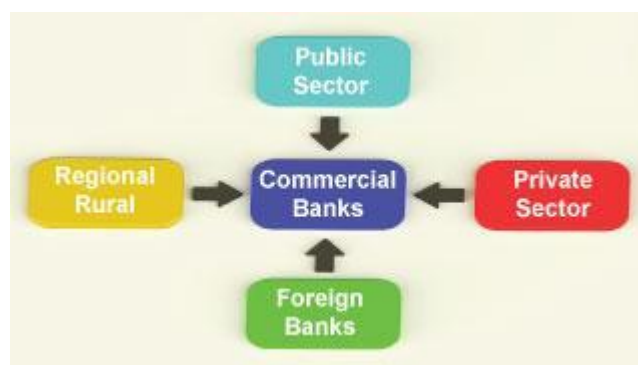 Public
Sector
Regional
Rural
Commercial
Banks
Private
Sector
Foreign
Banks